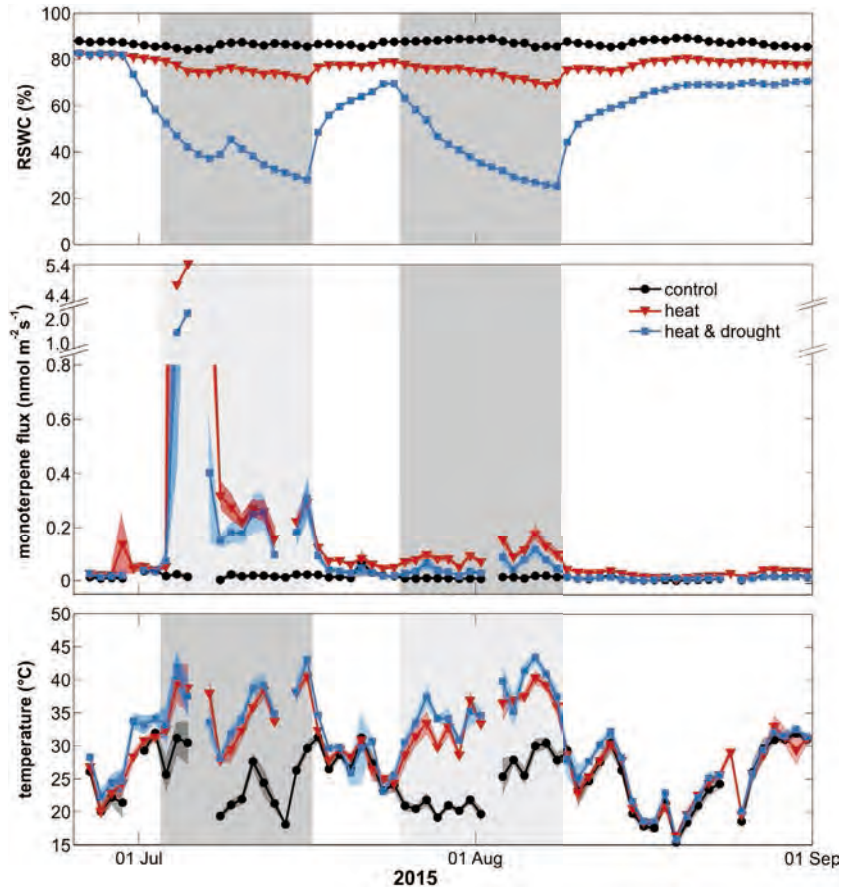 100
80
60
40
20
0
RSWC (%)
5.4
4.4
2.0
1.0
0.8
0.6
0.4
0.2
0
monoterpene flux (nmol m⁻² s⁻¹)
control
heat
heat & drought
50
45
40
35
30
25
20
15
temperature (°C)
01 Jul
01 Aug
01 Sep
2015